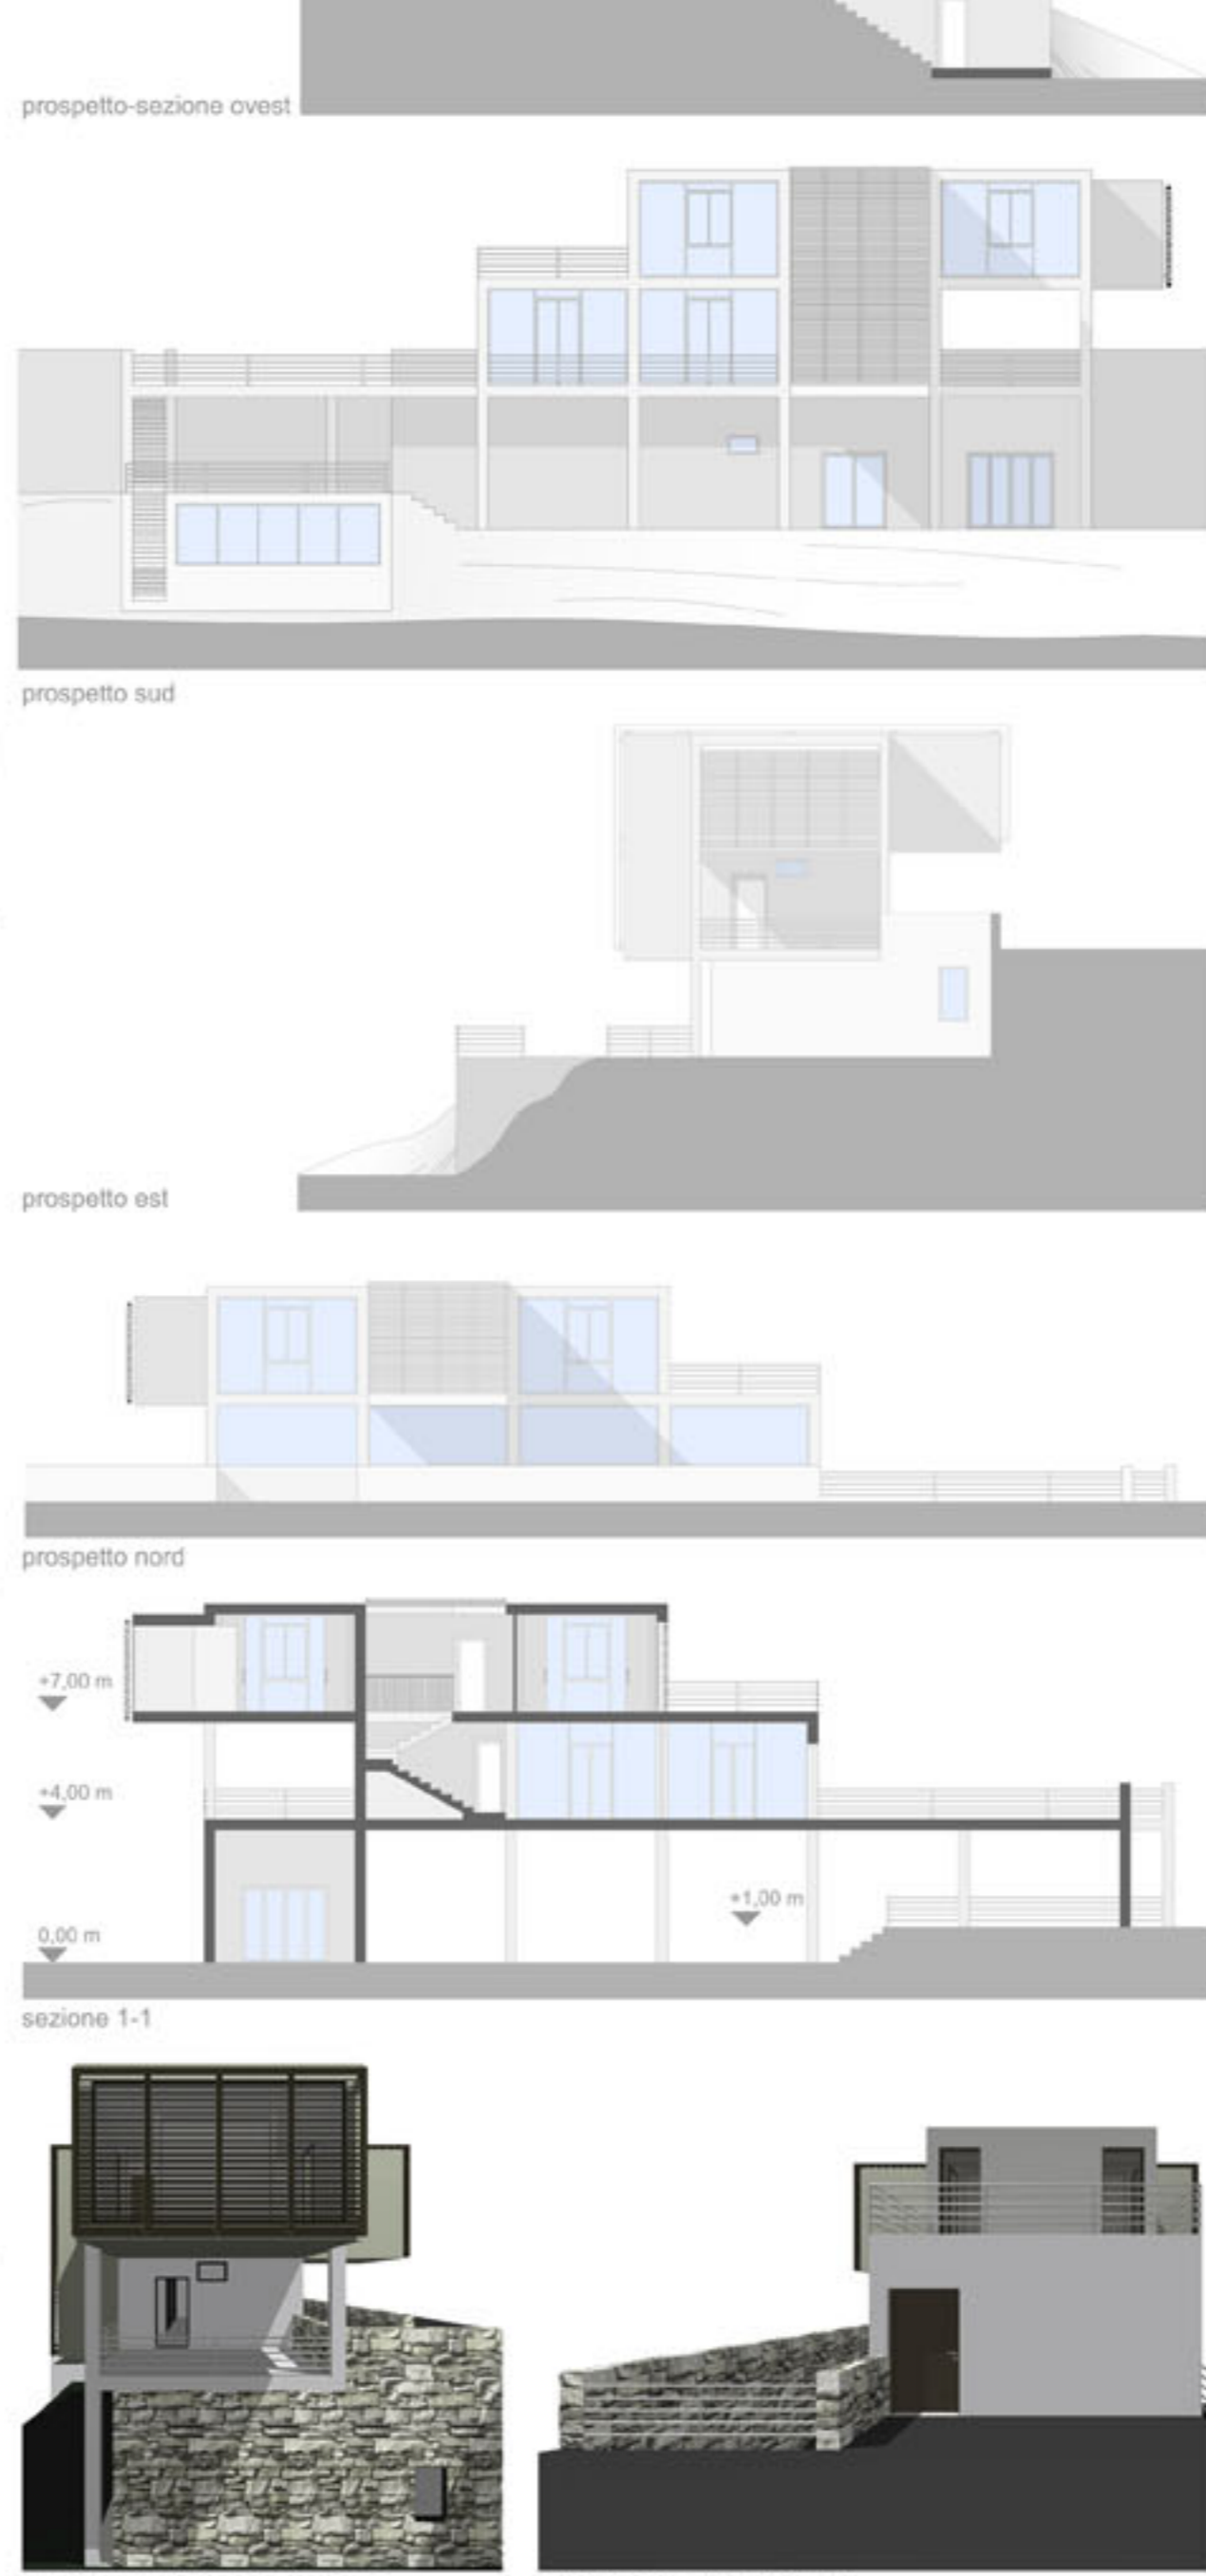 prospetto-sezione ovest
prospetto sud
prospetto est
prospetto nord
+7,00 m
+4,00 m
+1,00 m
0,00 m
sezione 1-1